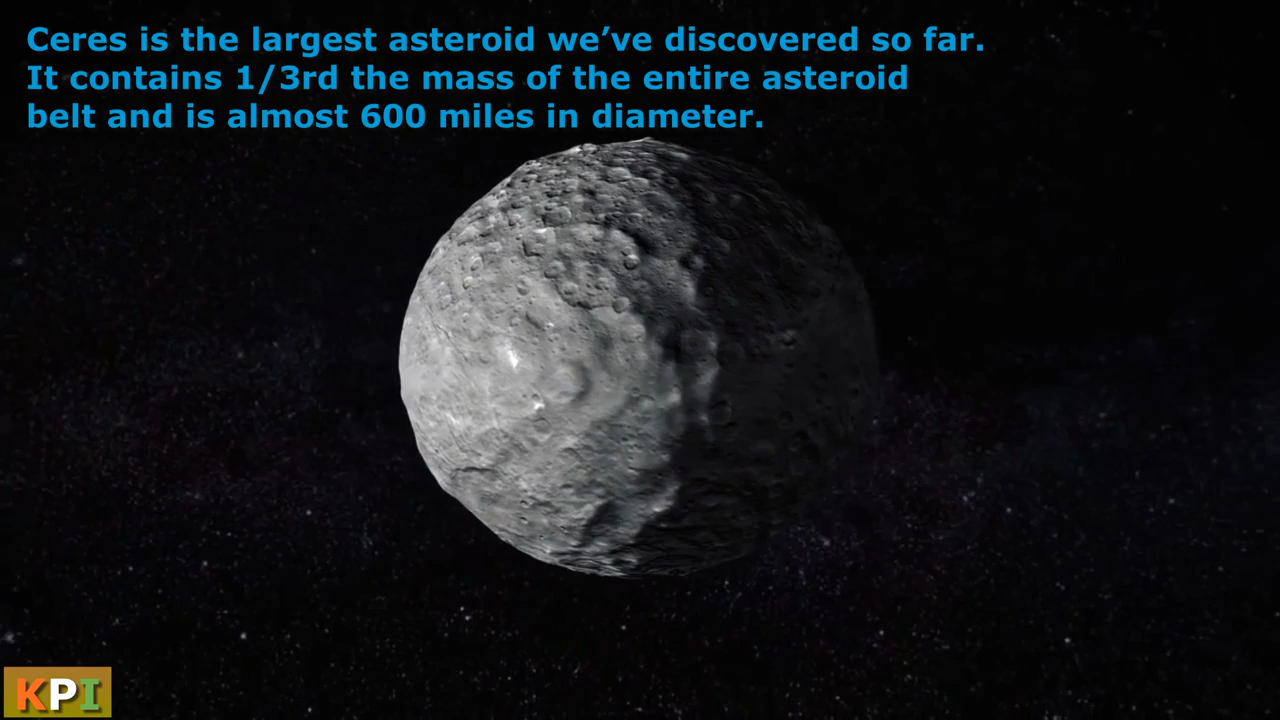 Ceres is the largest asteroid we’ve discovered so far.
It contains 1/3rd the mass of the entire asteroid
belt and is almost 600 miles in diameter.
KPI